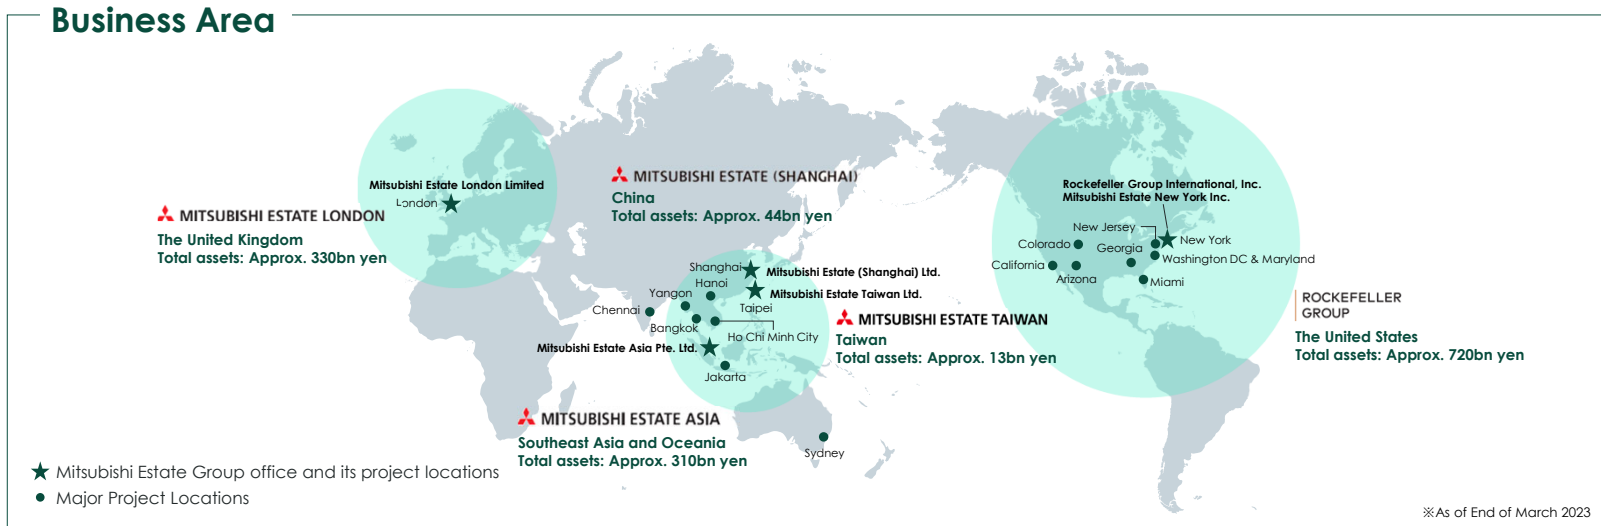 Business Area
Mitsubishi Estate London Limited
London
MITSUBISHI ESTATE LONDON
The United Kingdom
Total assets: Approx. 330bn yen
MITSUBISHI ESTATE (SHANGHAI)
China
Total assets: Approx. 44bn yen
Shanghai
Mitsubishi Estate (Shanghai) Ltd.
Hanoi
Yangon
Mitsubishi Estate Taiwan Ltd.
Taipei
Chennai
Bangkok
Ho Chi Minh City
Mitsubishi Estate Asia Pte. Ltd.
Jakarta
MITSUBISHI ESTATE TAIWAN
Taiwan
Total assets: Approx. 13bn yen
MITSUBISHI ESTATE ASIA
Southeast Asia and Oceania
Total assets: Approx. 310bn yen
Sydney
Rockefeller Group International, Inc.
Mitsubishi Estate New York Inc.
New Jersey
New York
Colorado
Georgia
Washington DC & Maryland
California
Arizona
Miami
ROCKEFELLER
GROUP
The United States
Total assets: Approx. 720bn yen
Mitsubishi Estate Group office and its project locations
Major Project Locations
※As of End of March 2023